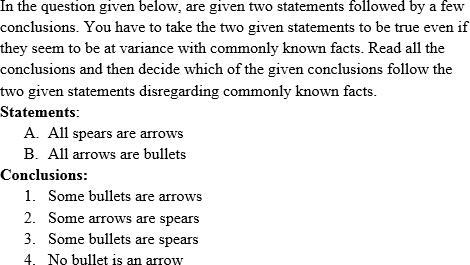 In the question given below, are given two statements followed by a few
conclusions. You have to take the two given statements to be true even if
they seem to be at variance with commonly known facts. Read all the
conclusions and then decide which of the given conclusions follow the
two given statements disregarding commonly known facts.
Statements:
A. All spears are arrows
B. All arrows are bullets
Conclusions:
1. Some bullets are arrows
2. Some arrows are spears
3. Some bullets are spears
4. No bullet is an arrow